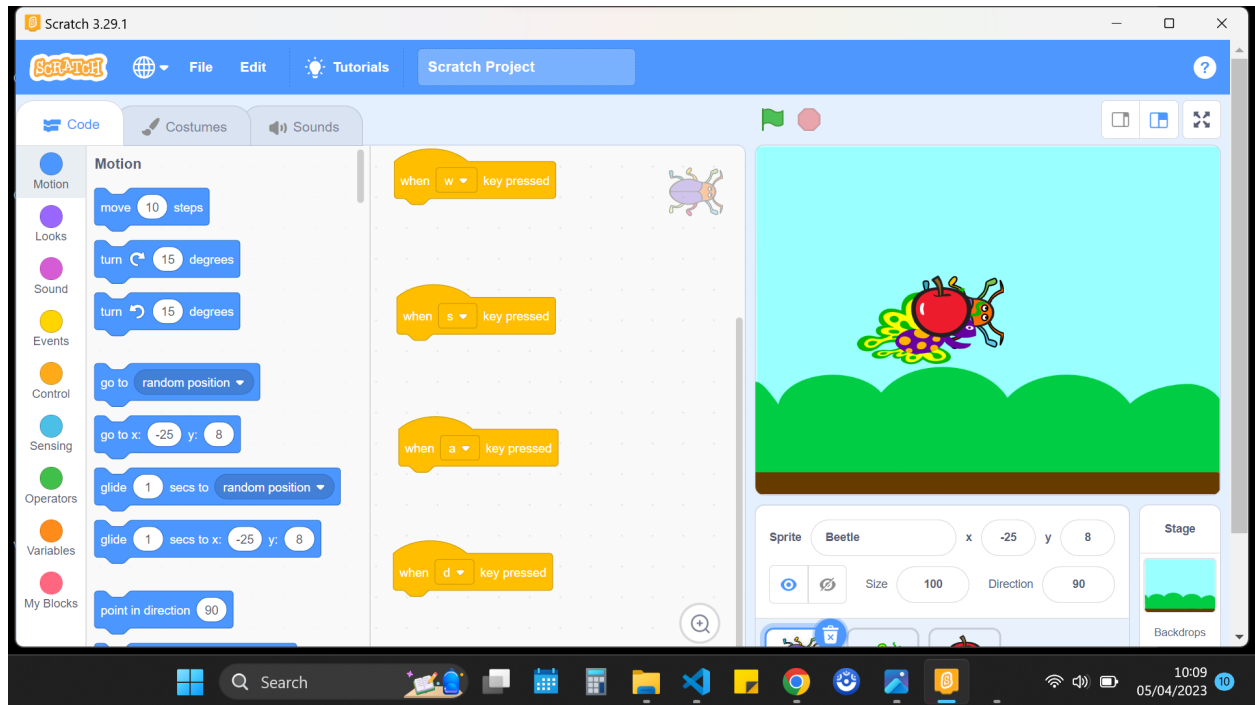 Scratch 3.29.1
SCRATCH File Edit Tutorials Scratch Project ?
Code Costumes Sounds
Motion
Looks
Sound
Events
Control
Sensing
Operators
Variables
My Blocks
Motion
move 10 steps
turn 15 degrees
turn 15 degrees
go to random position
go to x: -25 y: 8
glide 1 secs to random position
glide 1 secs to x: -25 y: 8
point in direction 90
when w key pressed
when s key pressed
when a key pressed
when d key pressed
Sprite Beetle x -25 y 8
Size 100 Direction 90
Stage
Backdrops
Search
10:09
05/04/2023
10